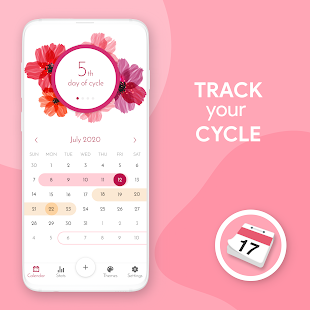 5th
day of cycle
TRACK
your
CYCLE
July 2020
SUN MON TUE WED THU FRI SAT
30 1 2 3 4 5 6
7 8 9 10 11 12
14 15 16 17 18 19 20
21 22 23 24 25 26 27
28 29 30 31 1 2 3
4 5 6 7 8 9 10
17
Calendar Stats + Themes Settings